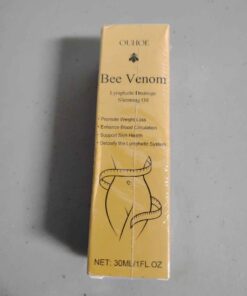 OUHOE
Bee Venom
Lymphatic Drainage
Slimming Oil
• Promote Weight Loss
• Enhance Blood Circulation
• Support Skin Health
• Detoxify the Lymphatic System
NET: 30ML/1FL.OZ